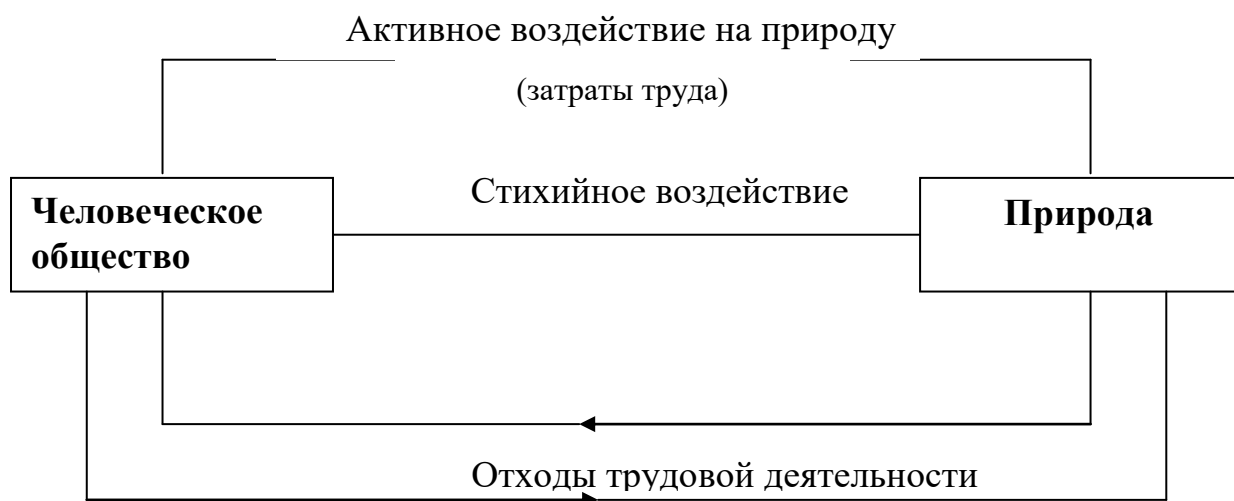 Активное воздействие на природу
(затраты труда)
Стихийное воздействие
Человеческое
общество
Природа
Отходы трудовой деятельности